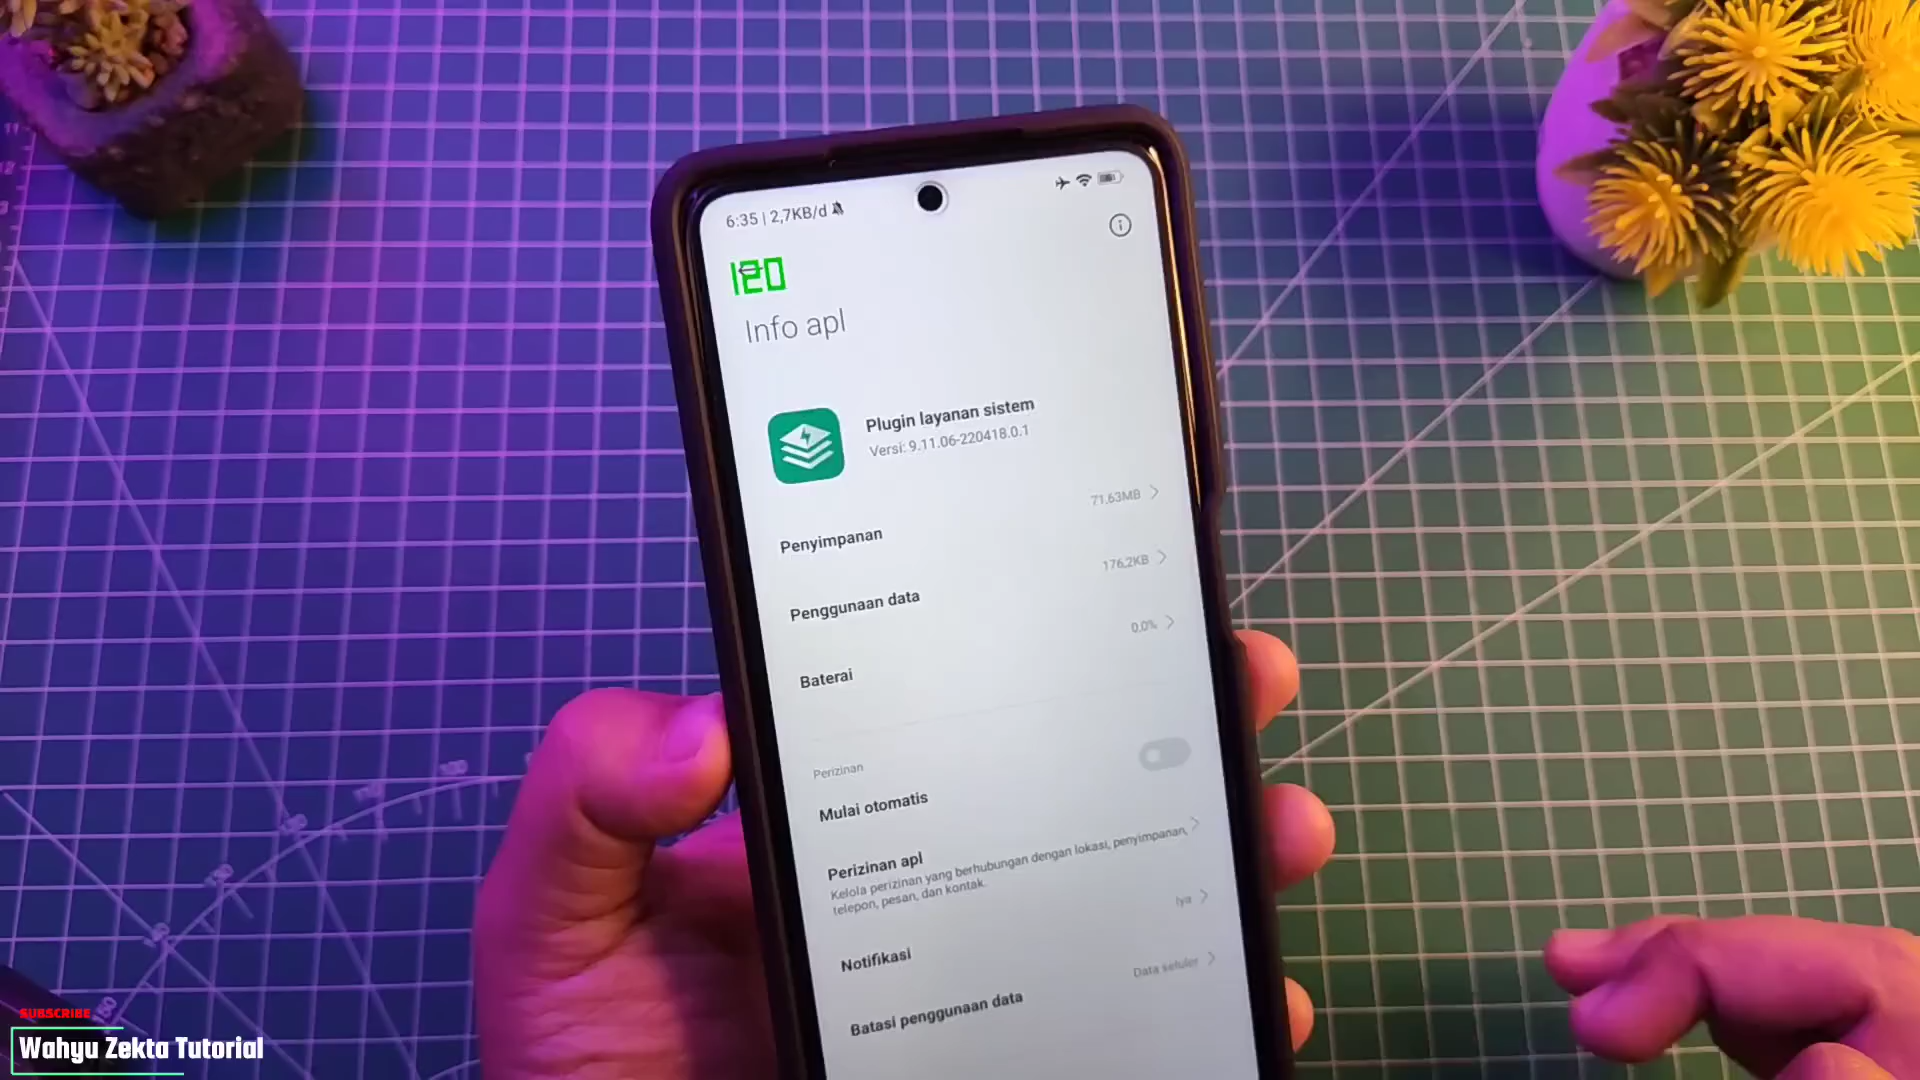 6:35 | 2,7KB/d
120
Info apl
Plugin layanan sistem
Versi: 9.11.06-220418.0.1
71,63MB
Penyimpanan
176,2KB
Penggunaan data
0,0%
Baterai
Perizinan
Mulai otomatis
Perizinan apl
Kelola perizinan yang berhubungan dengan lokasi, penyimpanan,
telepon, pesan, dan kontak.
Iya
Notifikasi
Data seluler
Batasi penggunaan data
SUBSCRIBE
Wahyu Zekta Tutorial